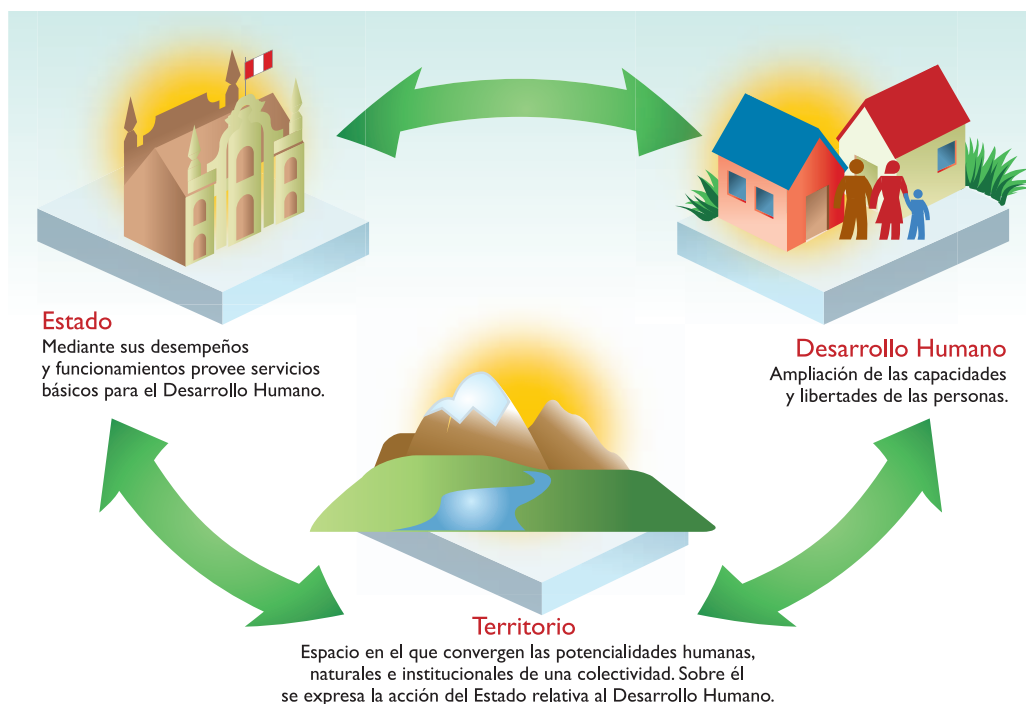 Estado
Mediante sus desempeños
y funcionamientos provee servicios
básicos para el Desarrollo Humano.
Desarrollo Humano
Ampliación de las capacidades
y libertades de las personas.
Territorio
Espacio en el que convergen las potencialidades humanas,
naturales e institucionales de una colectividad. Sobre él
se expresa la acción del Estado relativa al Desarrollo Humano.